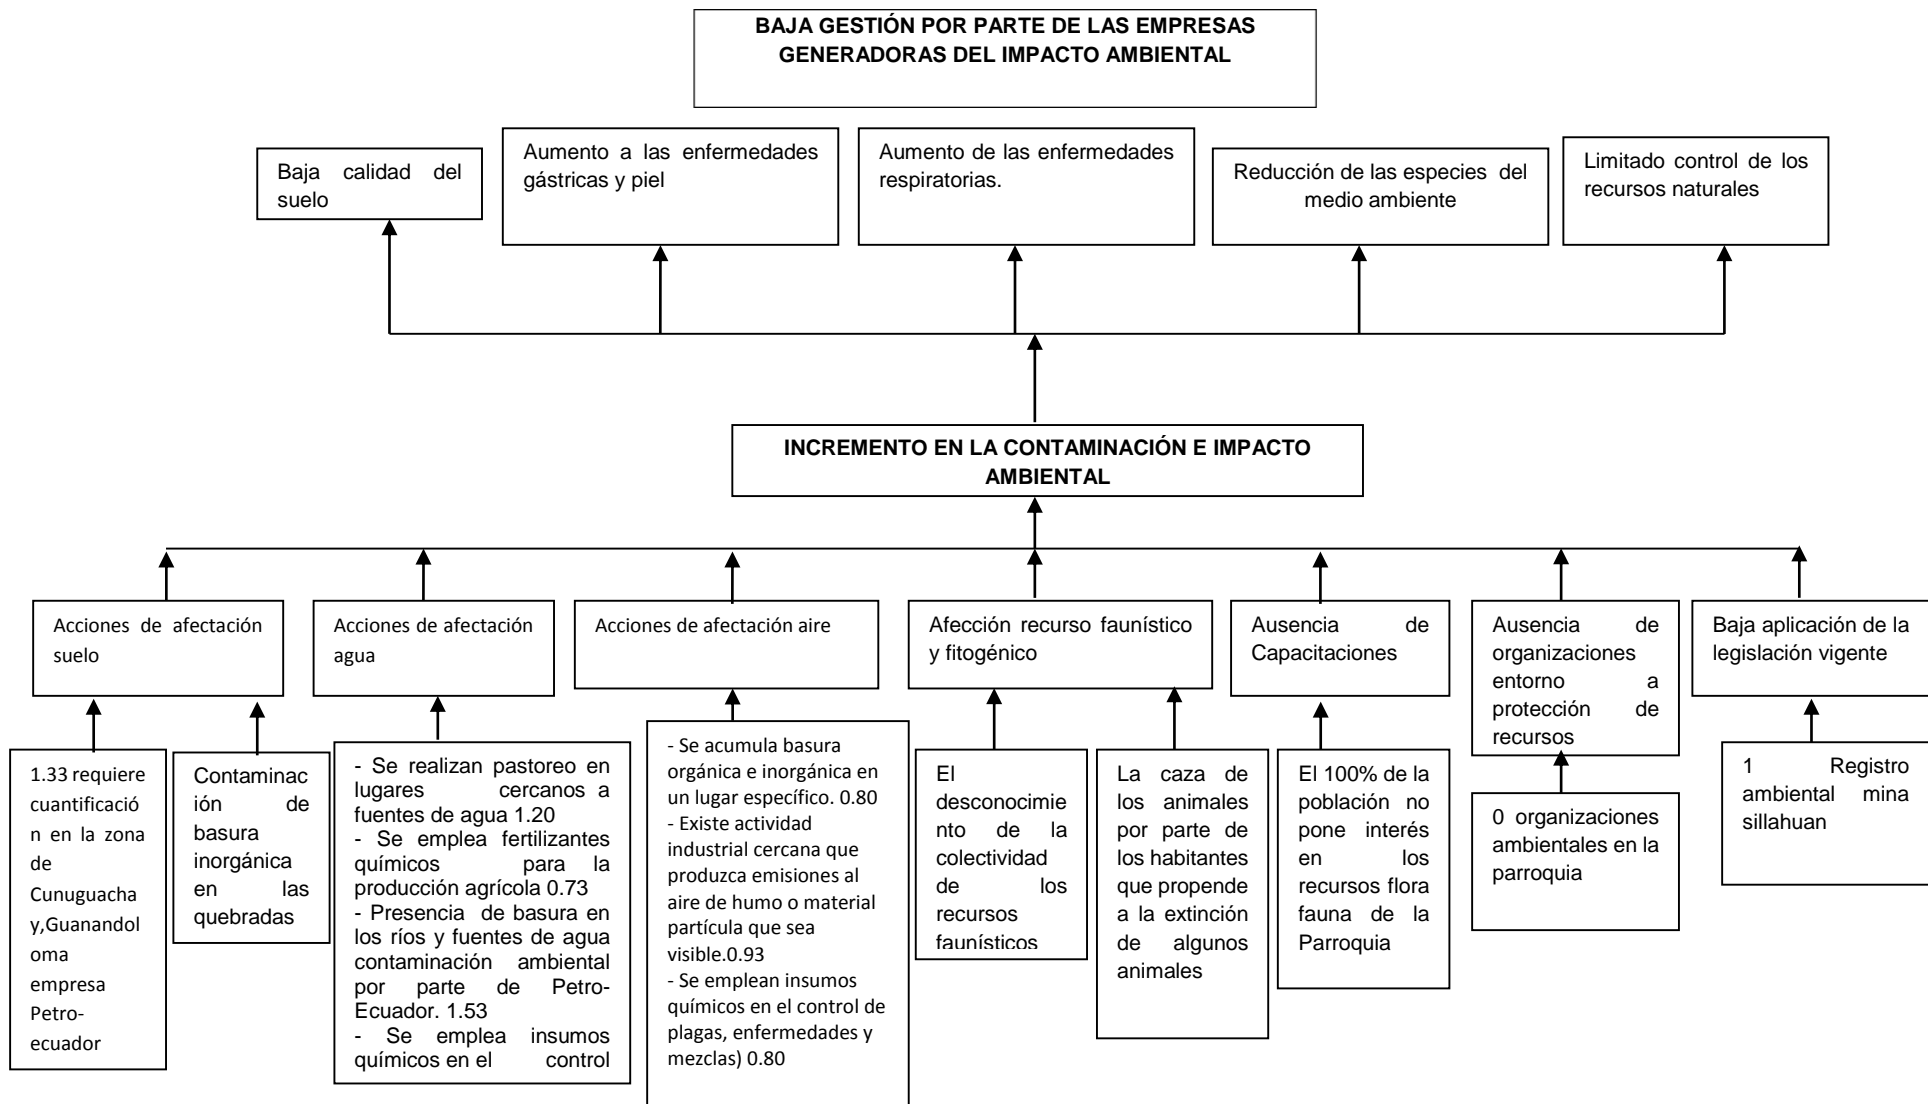 BAJA GESTIÓN POR PARTE DE LAS EMPRESAS
GENERADORAS DEL IMPACTO AMBIENTAL
Baja calidad del
suelo
Aumento a las enfermedades
gástricas y piel
Aumento de las enfermedades
respiratorias.
Reducción de las especies del
medio ambiente
Limitado control de los
recursos naturales
INCREMENTO EN LA CONTAMINACIÓN E IMPACTO
AMBIENTAL
Acciones de afectación
suelo
Acciones de afectación
agua
Acciones de afectación aire
Afección recurso faunístico
y fitogénico
Ausencia de
Capacitaciones
Ausencia de
organizaciones
entorno a
protección de
recursos
Baja aplicación de la
legislación vigente
1.33 requiere
cuantificació
n en la zona
de
Cunuguacha
y,Guanandol
oma
empresa
Petro-
ecuador
Contaminac
ión de
basura
inorgánica
en las
quebradas
- Se realizan pastoreo en
lugares cercanos a
fuentes de agua 1.20
- Se emplea fertilizantes
químicos para la
producción agrícola 0.73
- Presencia de basura en
los ríos y fuentes de agua
contaminación ambiental
por parte de Petro-
Ecuador. 1.53
- Se emplea insumos
químicos en el control
- Se acumula basura
orgánica e inorgánica en
un lugar específico. 0.80
- Existe actividad
industrial cercana que
produzca emisiones al
aire de humo o material
partícula que sea
visible.0.93
- Se emplean insumos
químicos en el control de
plagas, enfermedades y
mezclas) 0.80
El
desconocimie
nto de la
colectividad
de los
recursos
faunísticos
La caza de
los animales
por parte de
los habitantes
que propende
a la extinción
de algunos
animales
El 100% de la
población no
pone interés
en los
recursos flora
fauna de la
Parroquia
0 organizaciones
ambientales en la
parroquia
1 Registro
ambiental mina
sillahuan